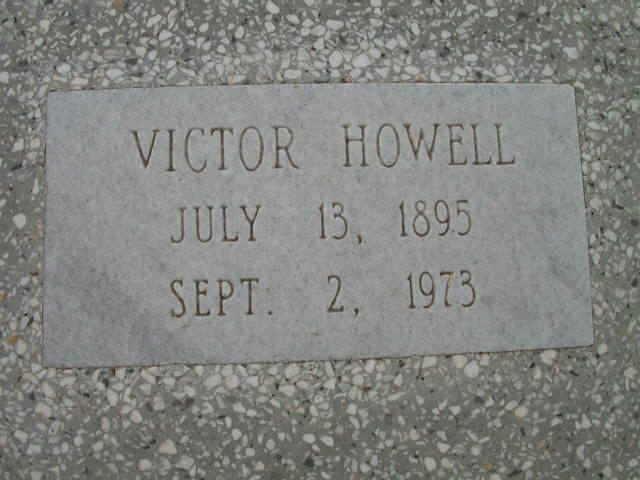 VICTOR HOWELL
JULY 13, 1895
SEPT. 2, 1973